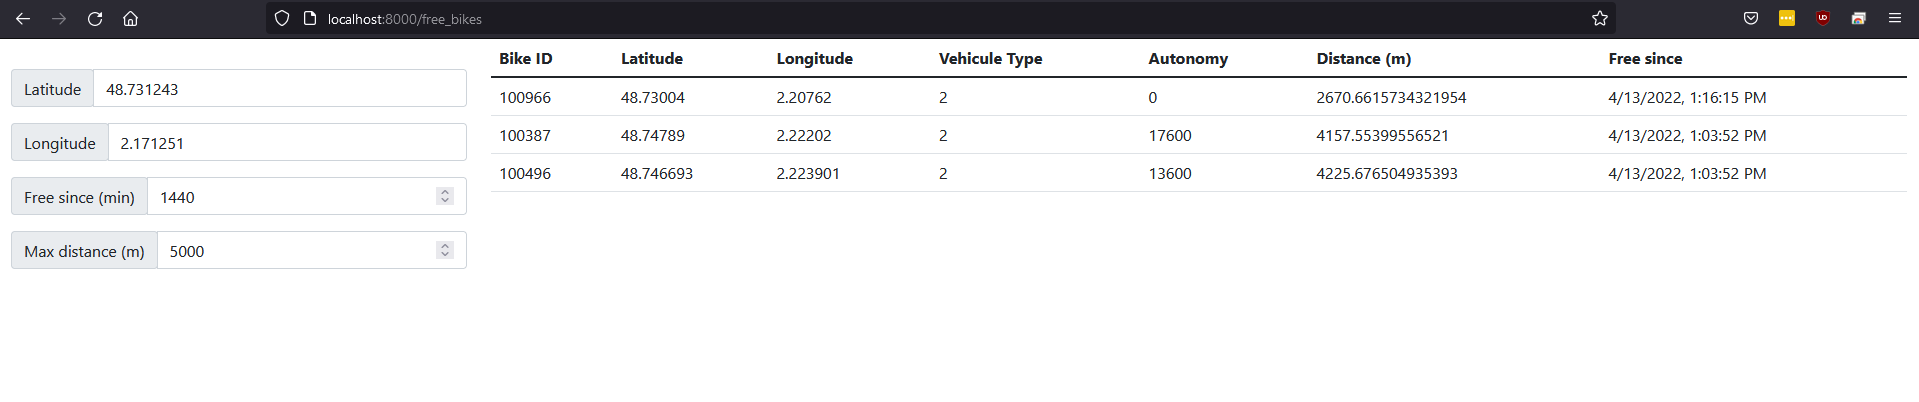 localhost:8000/free_bikes
Latitude 48.731243
Longitude 2.171251
Free since (min) 1440
Max distance (m) 5000
Bike ID Latitude Longitude Vehicule Type Autonomy Distance (m) Free since
100966 48.73004 2.20762 2 0 2670.6615734321954 4/13/2022, 1:16:15 PM
100387 48.74789 2.22202 2 17600 4157.55399556521 4/13/2022, 1:03:52 PM
100496 48.746693 2.223901 2 13600 4225.676504935393 4/13/2022, 1:03:52 PM